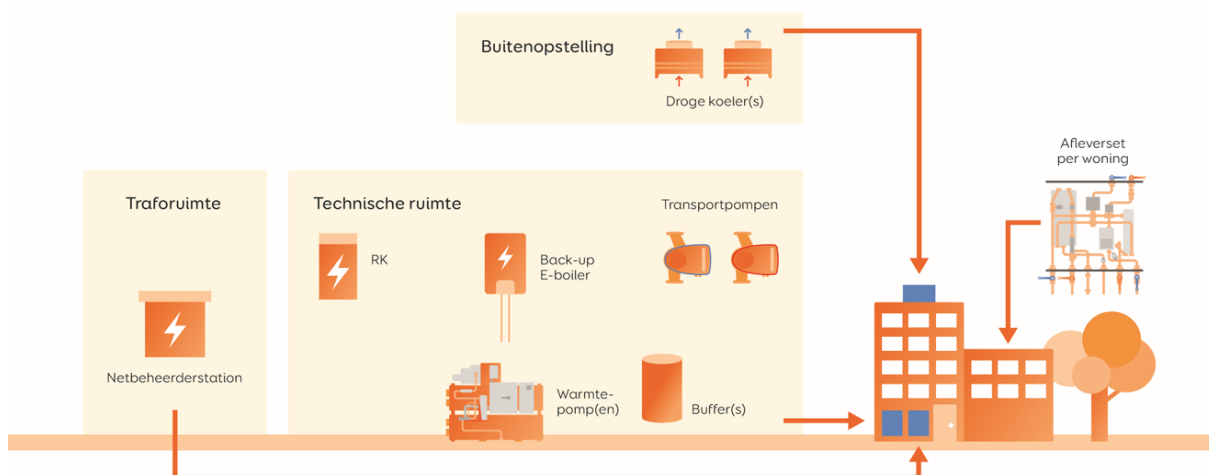 Buitenopstelling
Droge koeler(s)
Afleverset
per woning
Traforuimte
Netbeheerderstation
Technische ruimte
RK
Back-up
E-boiler
Transportpompen
Warmte-
pomp(en)
Buffer(s)